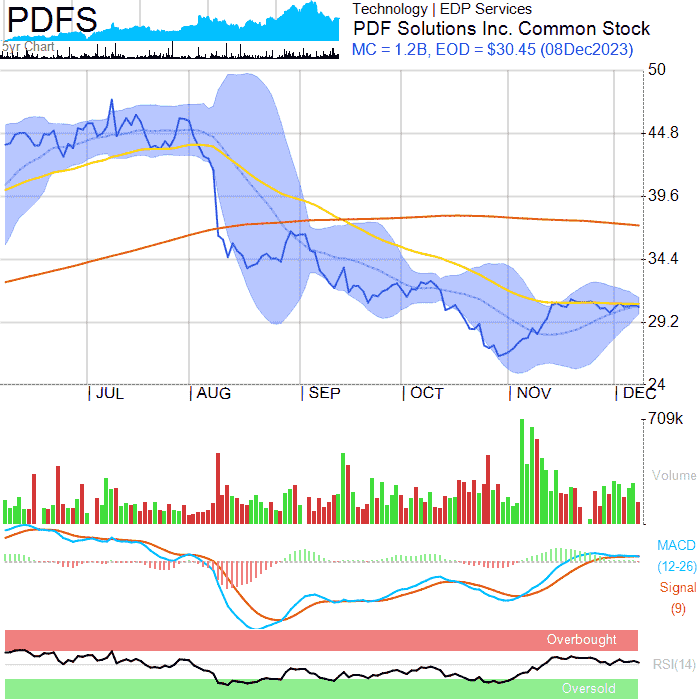 PDFS
Technology | EDP Services
PDF Solutions Inc. Common Stock
MC = 1.2B, EOD = $30.45 (08Dec2023)
5yr Chart
50
44.8
39.6
34.4
29.2
24
JUL
AUG
SEP
OCT
NOV
DEC
709k
Volume
MACD
(12-26)
Signal
(9)
Overbought
RSI(14)
Oversold